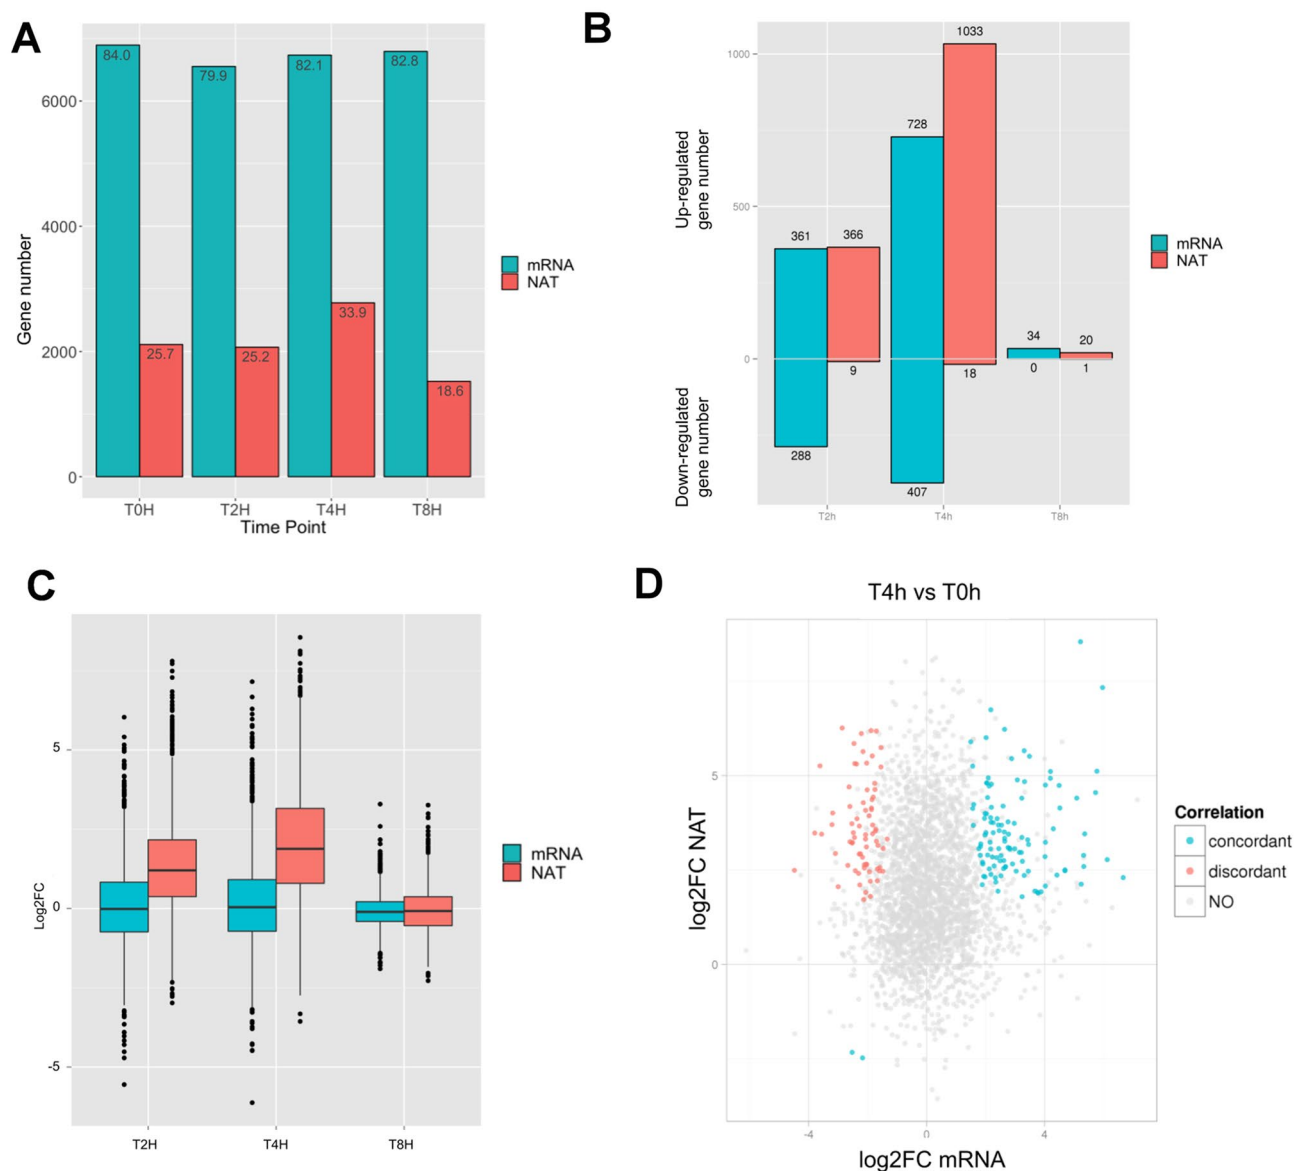 A
84.0
79.9
82.1
82.8
25.7
25.2
33.9
18.6
6000
4000
2000
0
Gene number
T0H
T2H
T4H
T8H
Time Point
mRNA
NAT
B
1033
728
361
366
34
20
9
18
0
1
288
407
1000
500
0
Up-regulated
gene number
Down-regulated
gene number
T2h
T4h
T8h
mRNA
NAT
C
5
0
-5
Log2FC
T2H
T4H
T8H
mRNA
NAT
D
T4h vs T0h
5
0
log2FC NAT
-4
0
4
log2FC mRNA
Correlation
concordant
discordant
NO